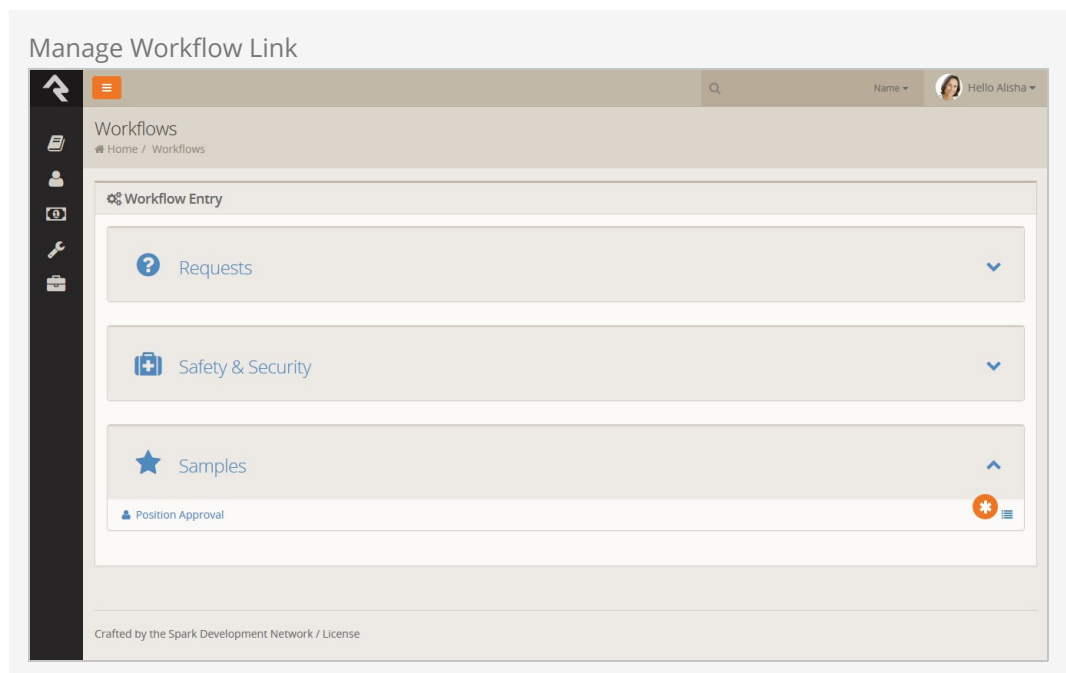 Manage Workflow Link
Name
Hello Alisha
Workflows
Home / Workflows
Workflow Entry
Requests
Safety & Security
Samples
Position Approval
Crafted by the Spark Development Network / License